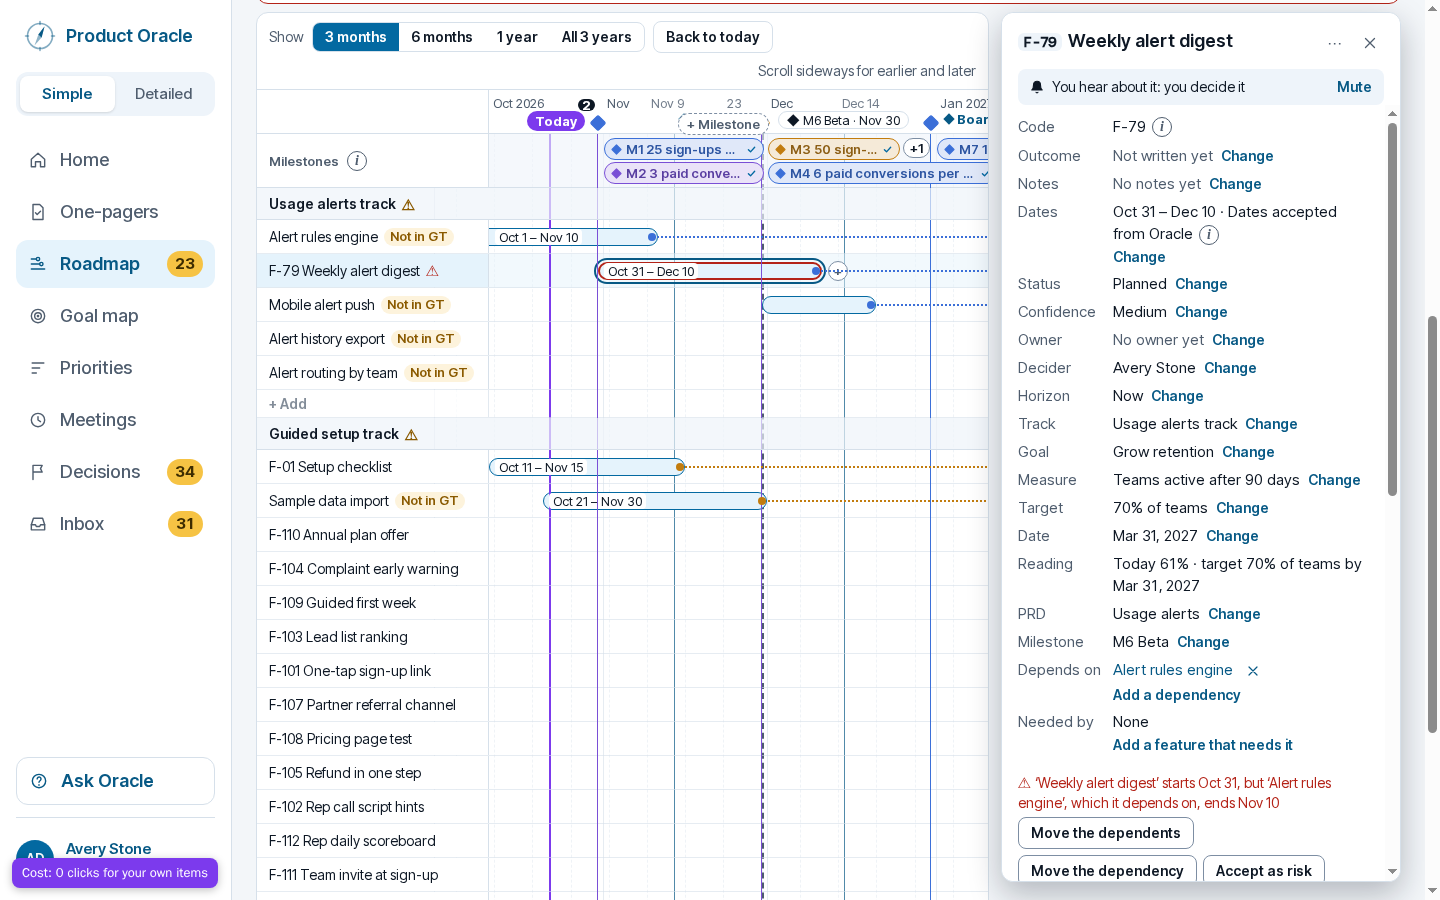 Product Oracle
Simple
Detailed
Home
One-pagers
Roadmap
23
Goal map
Priorities
Meetings
Decisions
34
Inbox
31
Ask Oracle
Avery Stone
Cost: 0 clicks for your own items
Show
3 months
6 months
1 year
All 3 years
Back to today
Scroll sideways for earlier and later
Oct 2026
2
Nov
Nov 9
23
Dec
Dec 14
Jan 2027
Today
+ Milestone
M6 Beta · Nov 30
Boar
Milestones
M1 25 sign-ups ...
M3 50 sign-...
+1
M7 1
M2 3 paid conve...
M4 6 paid conversions per ...
Usage alerts track
Alert rules engine
Not in GT
Oct 1 – Nov 10
F-79 Weekly alert digest
Oct 31 – Dec 10
Mobile alert push
Not in GT
Alert history export
Not in GT
Alert routing by team
Not in GT
+ Add
Guided setup track
F-01 Setup checklist
Oct 11 – Nov 15
Sample data import
Not in GT
Oct 21 – Nov 30
F-110 Annual plan offer
F-104 Complaint early warning
F-109 Guided first week
F-103 Lead list ranking
F-101 One-tap sign-up link
F-107 Partner referral channel
F-108 Pricing page test
F-105 Refund in one step
F-102 Rep call script hints
F-112 Rep daily scoreboard
F-111 Team invite at sign-up
F-79 Weekly alert digest
You hear about it: you decide it
Mute
Code
F-79
Outcome
Not written yet Change
Notes
No notes yet Change
Dates
Oct 31 – Dec 10 · Dates accepted
from Oracle
Change
Status
Planned Change
Confidence
Medium Change
Owner
No owner yet Change
Decider
Avery Stone Change
Horizon
Now Change
Track
Usage alerts track Change
Goal
Grow retention Change
Measure
Teams active after 90 days Change
Target
70% of teams Change
Date
Mar 31, 2027 Change
Reading
Today 61% · target 70% of teams by
Mar 31, 2027
PRD
Usage alerts Change
Milestone
M6 Beta Change
Depends on
Alert rules engine
Add a dependency
Needed by
None
Add a feature that needs it
‘Weekly alert digest’ starts Oct 31, but ‘Alert rules
engine’, which it depends on, ends Nov 10
Move the dependents
Move the dependency
Accept as risk